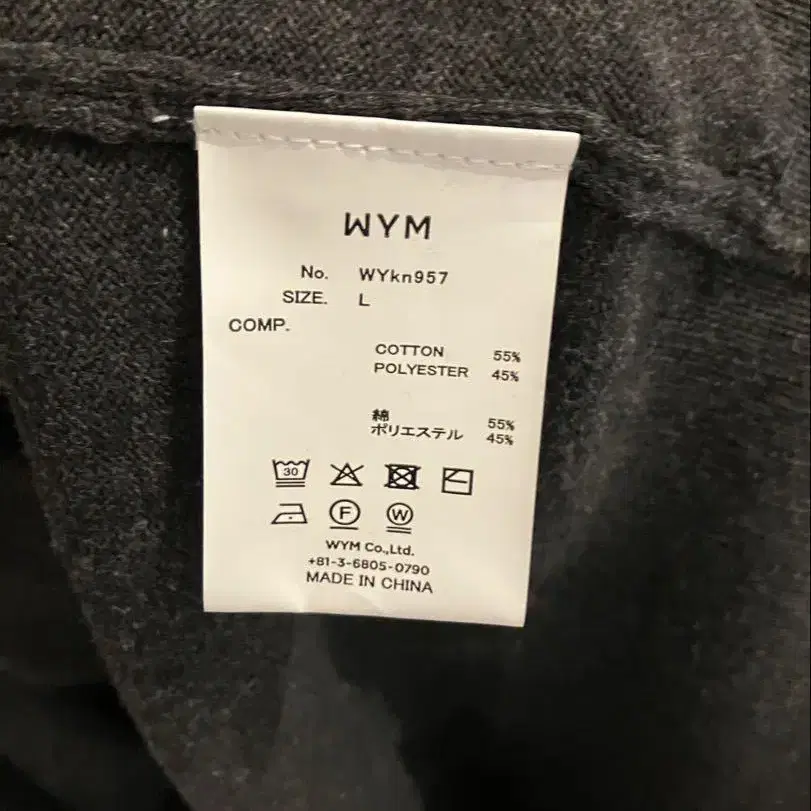 WYM
No. WYkn957
SIZE. L
COMP.
COTTON 55%
POLYESTER 45%
綿 55%
ポリエステル 45%
30
F W
WYM Co.,Ltd.
+81-3-6805-0790
MADE IN CHINA